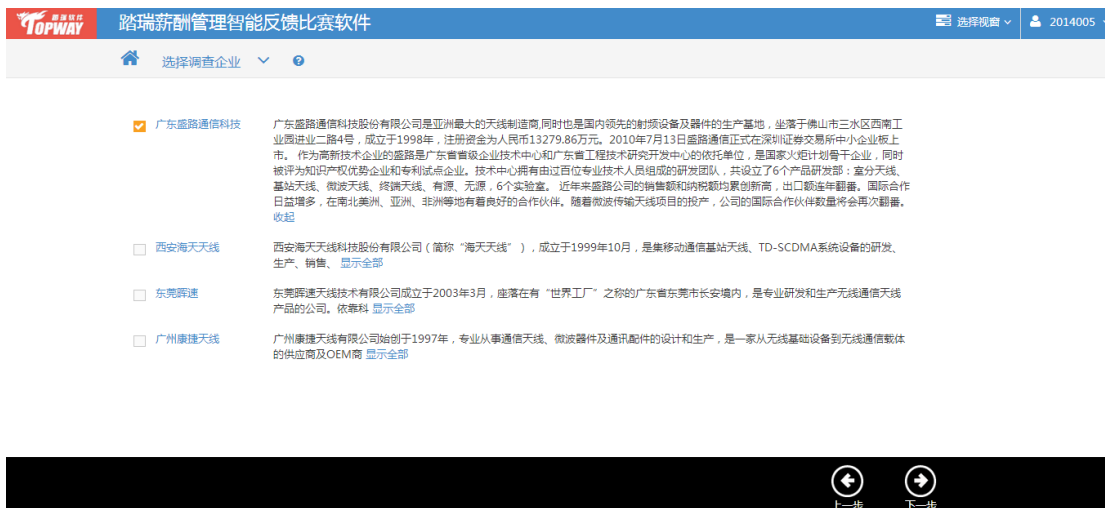 踏瑞软件
TOPWAY
踏瑞薪酬管理智能反馈比赛软件
选择视窗
2014005
选择调查企业
广东盛路通信科技
广东盛路通信科技股份有限公司是亚洲最大的天线制造商,同时也是国内领先的射频设备及器件的生产基地，坐落于佛山市三水区西南工
业园进业二路4号，成立于1998年，注册资金为人民币13279.86万元。2010年7月13日盛路通信正式在深圳证券交易所中小企业板上
市。 作为高新技术企业的盛路是广东省省级企业技术中心和广东省工程技术研究开发中心的依托单位，是国家火炬计划骨干企业，同时
被评为知识产权优势企业和专利试点企业。技术中心拥有由过百位专业技术人员组成的研发团队，共设立了6个产品研发部：室分天线、
基站天线、微波天线、终端天线、有源、无源，6个实验室。 近年来盛路公司的销售额和纳税额均累创新高，出口额连年翻番。国际合作
日益增多，在南北美洲、亚洲、非洲等地有着良好的合作伙伴。随着微波传输天线项目的投产，公司的国际合作伙伴数量将会再次翻番。
收起
西安海天天线
西安海天天线科技股份有限公司（简称“海天天线”），成立于1999年10月，是集移动通信基站天线、TD-SCDMA系统设备的研发、
生产、销售、 显示全部
东莞晖速
东莞晖速天线技术有限公司成立于2003年3月，座落在有“世界工厂”之称的广东省东莞市长安境内，是专业研发和生产无线通信天线
产品的公司。依靠科 显示全部
广州康捷天线
广州康捷天线有限公司始创于1997年，专业从事通信天线、微波器件及通讯配件的设计和生产，是一家从无线基础设备到无线通信载体
的供应商及OEM商 显示全部
上一步
下一步